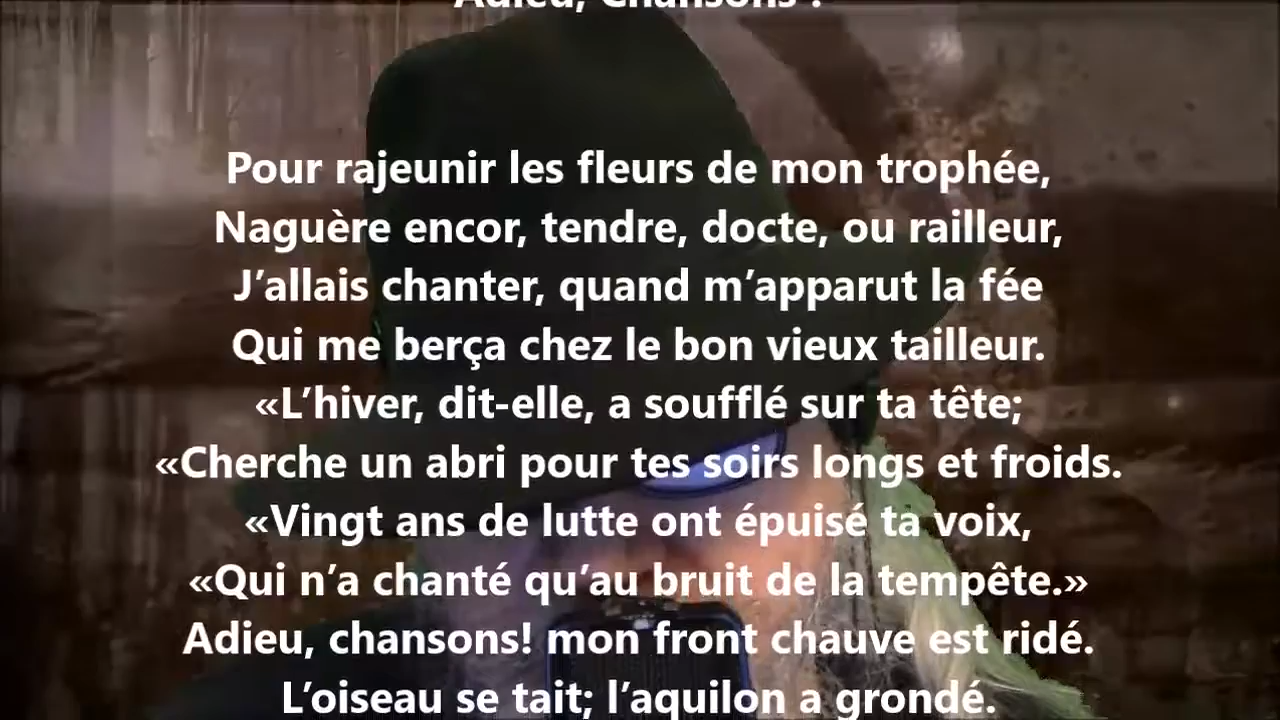 Adieu, Chansons !
Pour rajeunir les fleurs de mon trophée,
Naguère encor, tendre, docte, ou railleur,
J’allais chanter, quand m’apparut la fée
Qui me berça chez le bon vieux tailleur.
«L’hiver, dit-elle, a soufflé sur ta tête;
«Cherche un abri pour tes soirs longs et froids.
«Vingt ans de lutte ont épuisé ta voix,
«Qui n’a chanté qu’au bruit de la tempête.»
Adieu, chansons! mon front chauve est ridé.
L’oiseau se tait; l’aquilon a grondé.